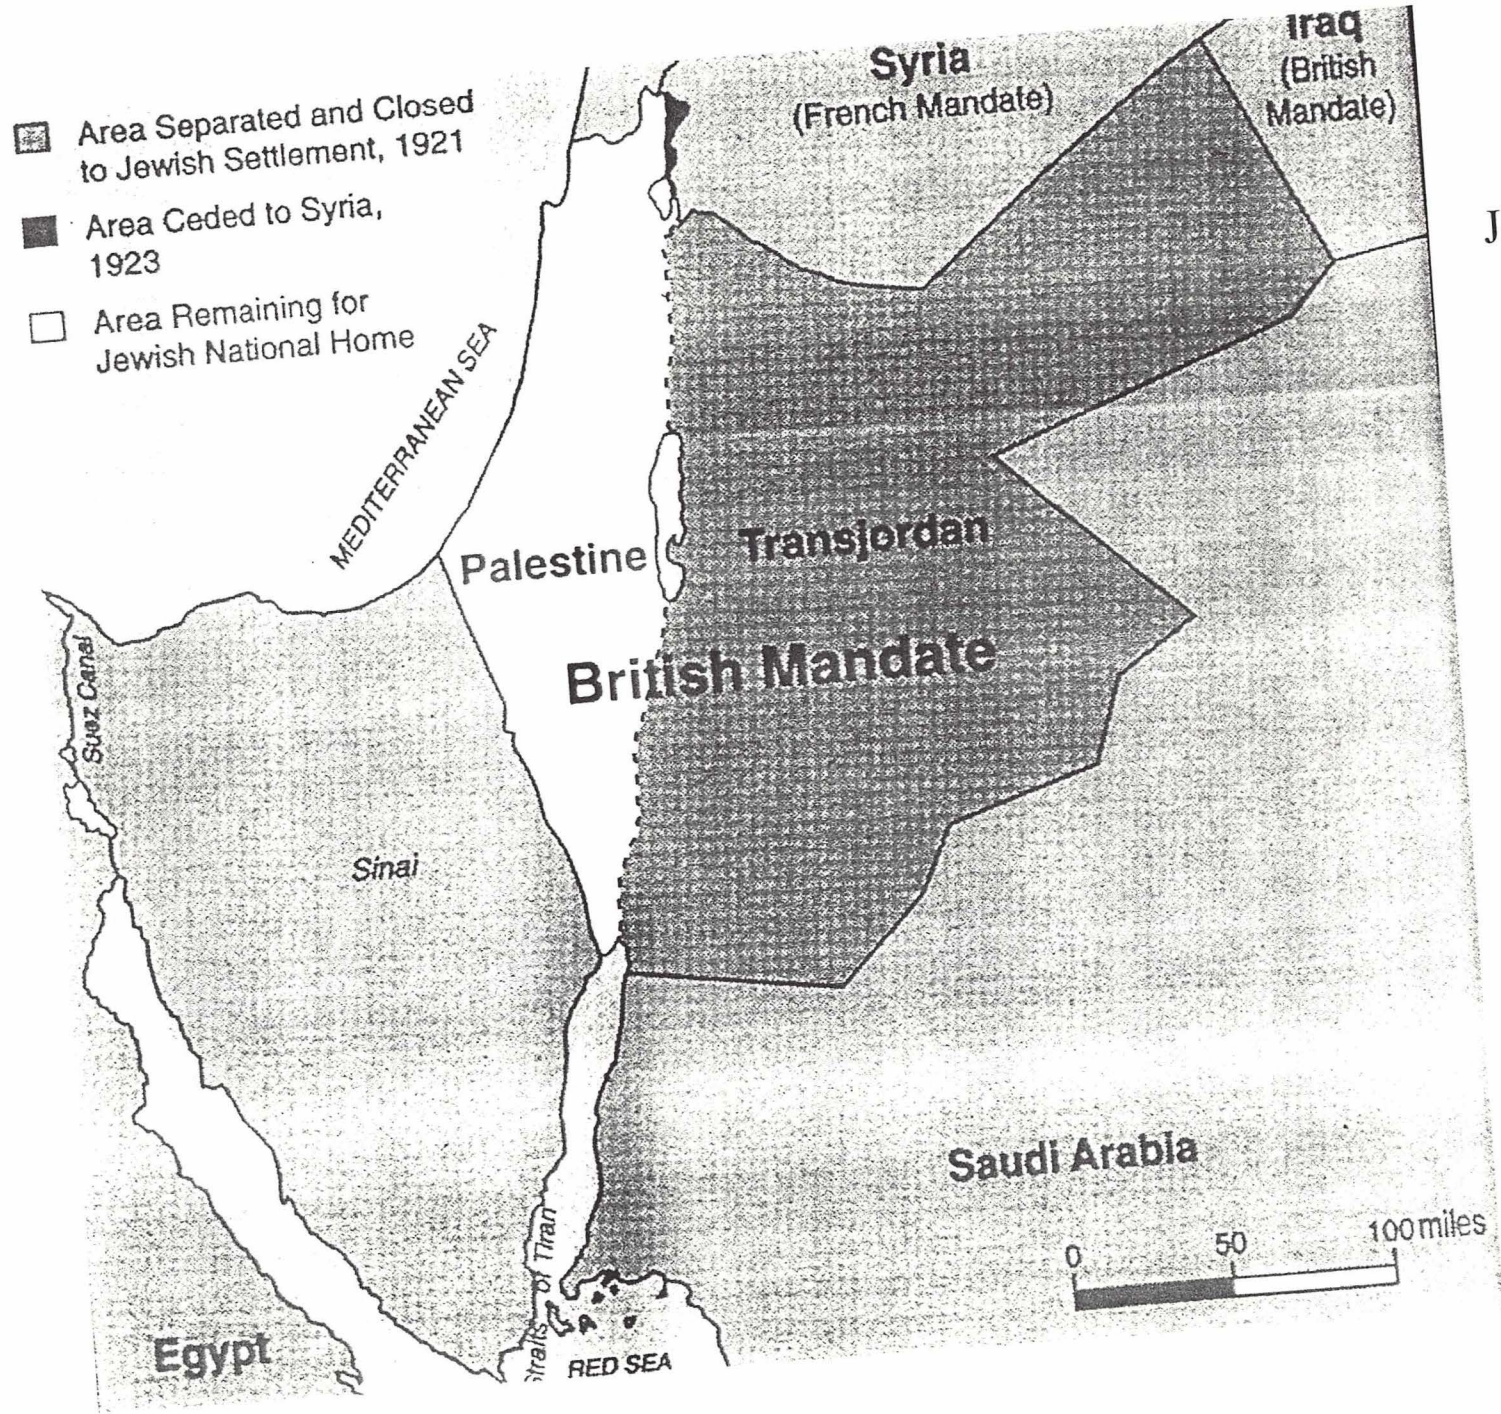 Area Separated and Closed
to Jewish Settlement, 1921
Area Ceded to Syria,
1923
Area Remaining for
Jewish National Home
Syria
(French Mandate)
Iraq
(British
Mandate)
J
MEDITERRANEAN SEA
Palestine
Transjordan
British Mandate
Suez Canal
Sinai
Saudi Arabia
0 50 100 miles
Straits of Tiran
RED SEA
Egypt